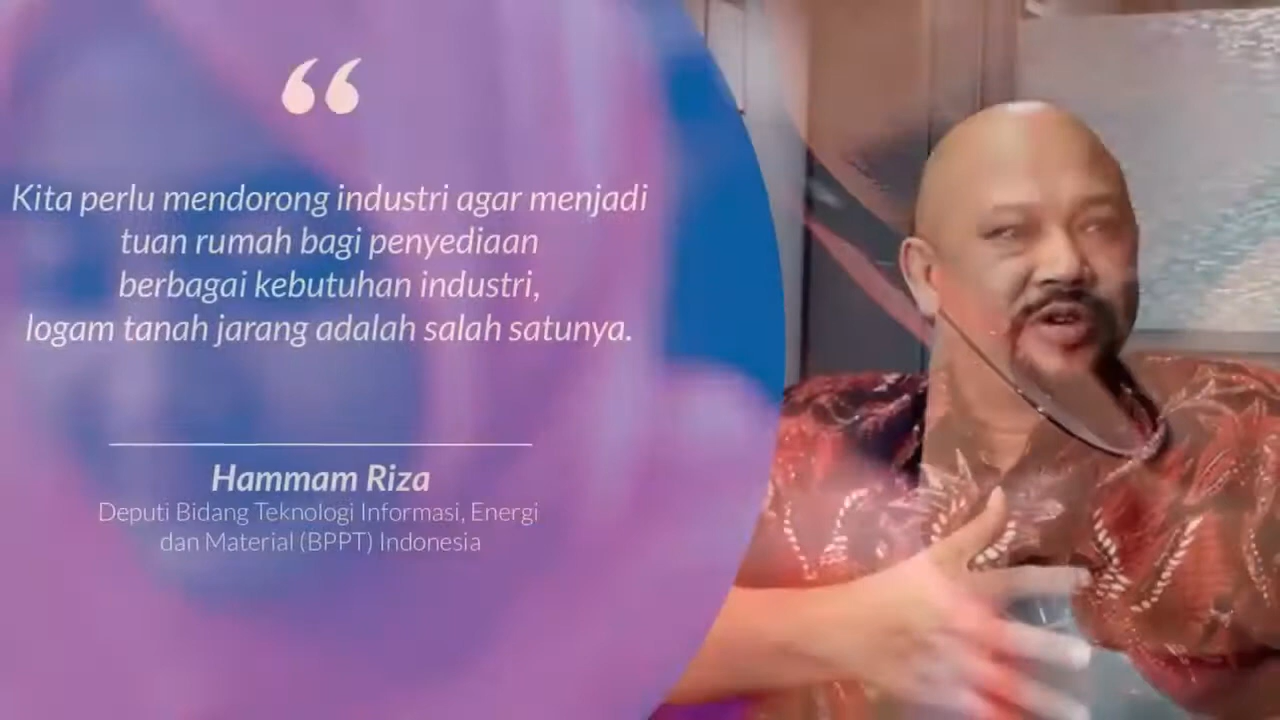 “
Kita perlu mendorong industri agar menjadi
tuan rumah bagi penyediaan
berbagai kebutuhan industri,
logam tanah jarang adalah salah satunya.
Hammam Riza
Deputi Bidang Teknologi Informasi, Energi
dan Material (BPPT) Indonesia